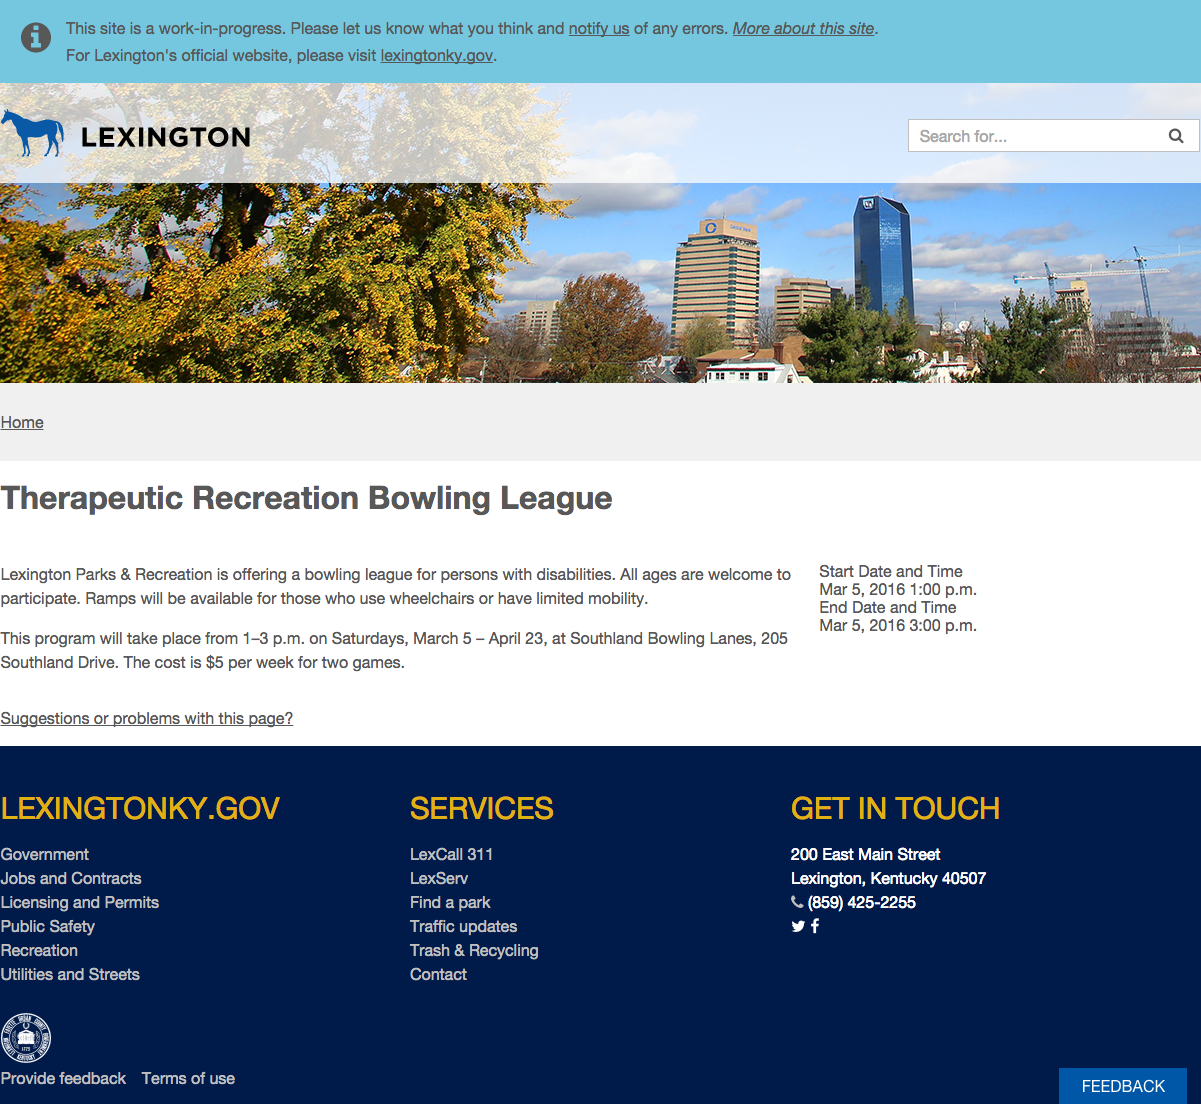 This site is a work-in-progress. Please let us know what you think and notify us of any errors. More about this site.
For Lexington's official website, please visit lexingtonky.gov.
LEXINGTON
Search for...
Home
Therapeutic Recreation Bowling League
Lexington Parks & Recreation is offering a bowling league for persons with disabilities. All ages are welcome to
participate. Ramps will be available for those who use wheelchairs or have limited mobility.
This program will take place from 1–3 p.m. on Saturdays, March 5 – April 23, at Southland Bowling Lanes, 205
Southland Drive. The cost is $5 per week for two games.
Start Date and Time
Mar 5, 2016 1:00 p.m.
End Date and Time
Mar 5, 2016 3:00 p.m.
Suggestions or problems with this page?
LEXINGTONKY.GOV
Government
Jobs and Contracts
Licensing and Permits
Public Safety
Recreation
Utilities and Streets
SERVICES
LexCall 311
LexServ
Find a park
Traffic updates
Trash & Recycling
Contact
GET IN TOUCH
200 East Main Street
Lexington, Kentucky 40507
(859) 425-2255
Provide feedback Terms of use
FEEDBACK